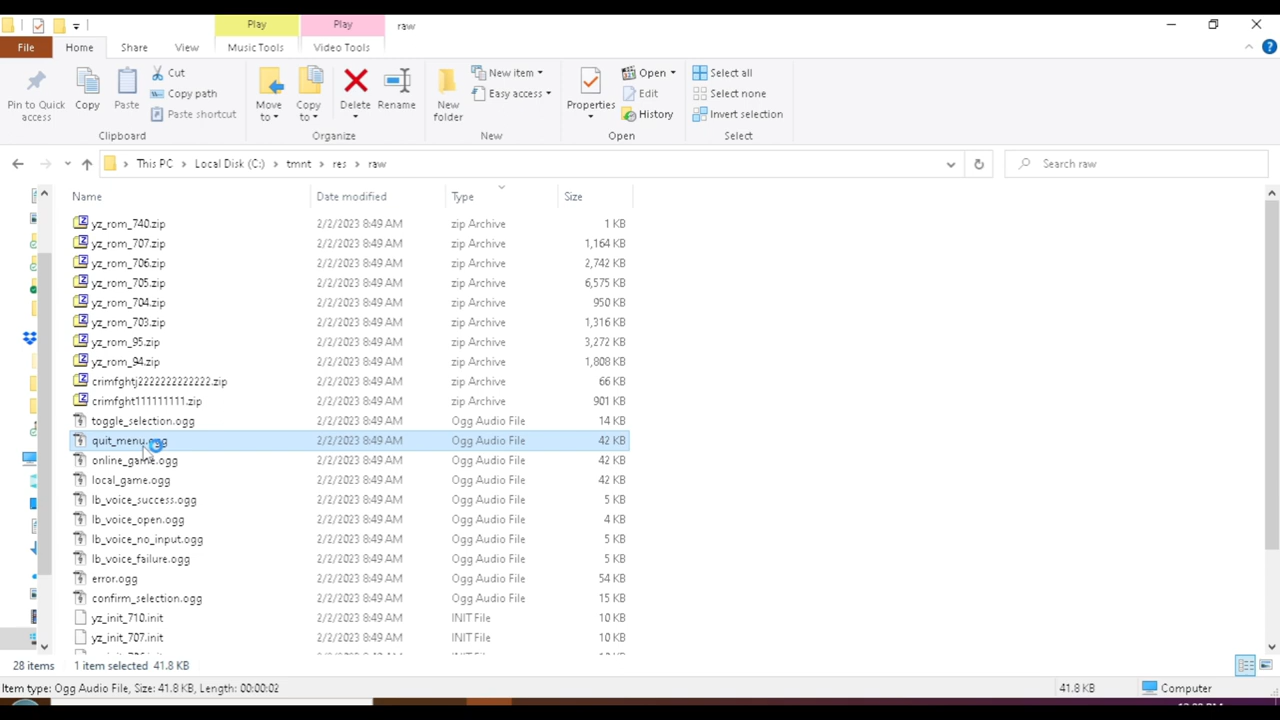 Play Play raw
File Home Share View Music Tools Video Tools
Pin to Quick access Copy Paste Cut Copy path Paste shortcut Move to Copy to Delete Rename New folder New item Easy access Properties Open Edit History Select all Select none Invert selection
Clipboard Organize New Open Select
This PC Local Disk (C:) tmnt res raw Search raw
Name Date modified Type Size
yz_rom_740.zip 2/2/2023 8:49 AM zip Archive 1 KB
yz_rom_707.zip 2/2/2023 8:49 AM zip Archive 1,164 KB
yz_rom_706.zip 2/2/2023 8:49 AM zip Archive 2,742 KB
yz_rom_705.zip 2/2/2023 8:49 AM zip Archive 6,575 KB
yz_rom_704.zip 2/2/2023 8:49 AM zip Archive 950 KB
yz_rom_703.zip 2/2/2023 8:49 AM zip Archive 1,316 KB
yz_rom_95.zip 2/2/2023 8:49 AM zip Archive 3,272 KB
yz_rom_94.zip 2/2/2023 8:49 AM zip Archive 1,808 KB
crimfghtj2222222222222.zip 2/2/2023 8:49 AM zip Archive 66 KB
crimfght111111111.zip 2/2/2023 8:49 AM zip Archive 901 KB
toggle_selection.ogg 2/2/2023 8:49 AM Ogg Audio File 14 KB
quit_menu.ogg 2/2/2023 8:49 AM Ogg Audio File 42 KB
online_game.ogg 2/2/2023 8:49 AM Ogg Audio File 42 KB
local_game.ogg 2/2/2023 8:49 AM Ogg Audio File 42 KB
lb_voice_success.ogg 2/2/2023 8:49 AM Ogg Audio File 5 KB
lb_voice_open.ogg 2/2/2023 8:49 AM Ogg Audio File 4 KB
lb_voice_no_input.ogg 2/2/2023 8:49 AM Ogg Audio File 5 KB
lb_voice_failure.ogg 2/2/2023 8:49 AM Ogg Audio File 5 KB
error.ogg 2/2/2023 8:49 AM Ogg Audio File 54 KB
confirm_selection.ogg 2/2/2023 8:49 AM Ogg Audio File 15 KB
yz_init_710.init 2/2/2023 8:49 AM INIT File 10 KB
yz_init_707.init 2/2/2023 8:49 AM INIT File 10 KB
28 items 1 item selected 41.8 KB
Item type: Ogg Audio File, Size: 41.8 KB, Length: 00:00:02 41.8 KB Computer